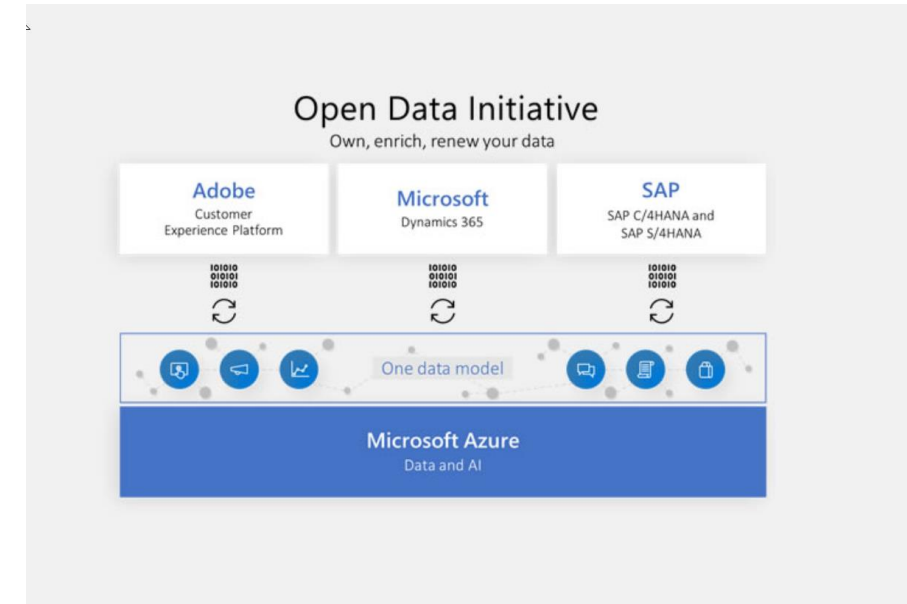 Open Data Initiative
Own, enrich, renew your data
Adobe
Customer
Experience Platform
Microsoft
Dynamics 365
SAP
SAP C/4HANA and
SAP S/4HANA
101010
010101
101010
101010
010101
101010
101010
010101
101010
One data model
Microsoft Azure
Data and AI